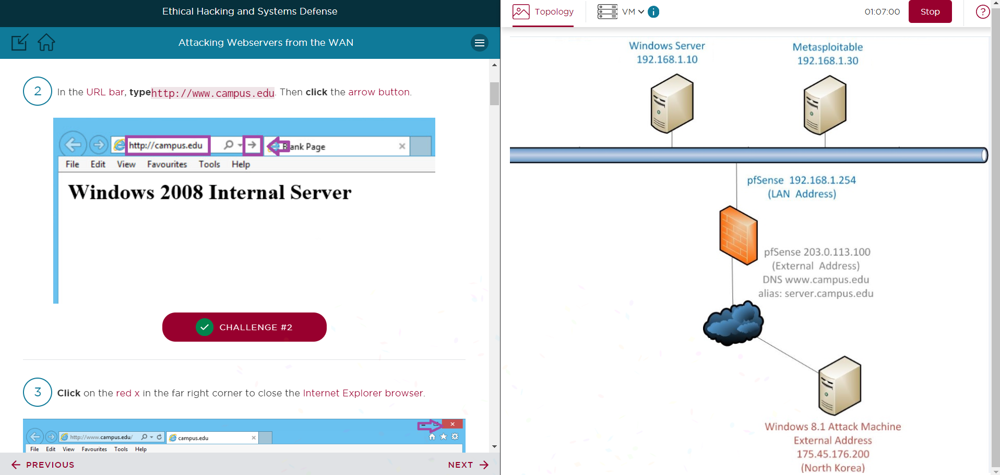 Ethical Hacking and Systems Defense
Attacking Webservers from the WAN
2 In the URL bar, typehttp://www.campus.edu. Then click the arrow button.
http://campus.edu
Blank Page
File Edit View Favourites Tools Help
Windows 2008 Internal Server
CHALLENGE #2
3 Click on the red x in the far right corner to close the Internet Explorer browser.
http://www.campus.edu/
campus.edu
File Edit View Favourites Tools Help
PREVIOUS
NEXT
Topology
VM
i
01:07:00
Stop
?
Windows Server
192.168.1.10
Metasploitable
192.168.1.30
pfSense 192.168.1.254
(LAN Address)
pfSense 203.0.113.100
(External Address)
DNS www.campus.edu
alias: server.campus.edu
Windows 8.1 Attack Machine
External Address
175.45.176.200
(North Korea)